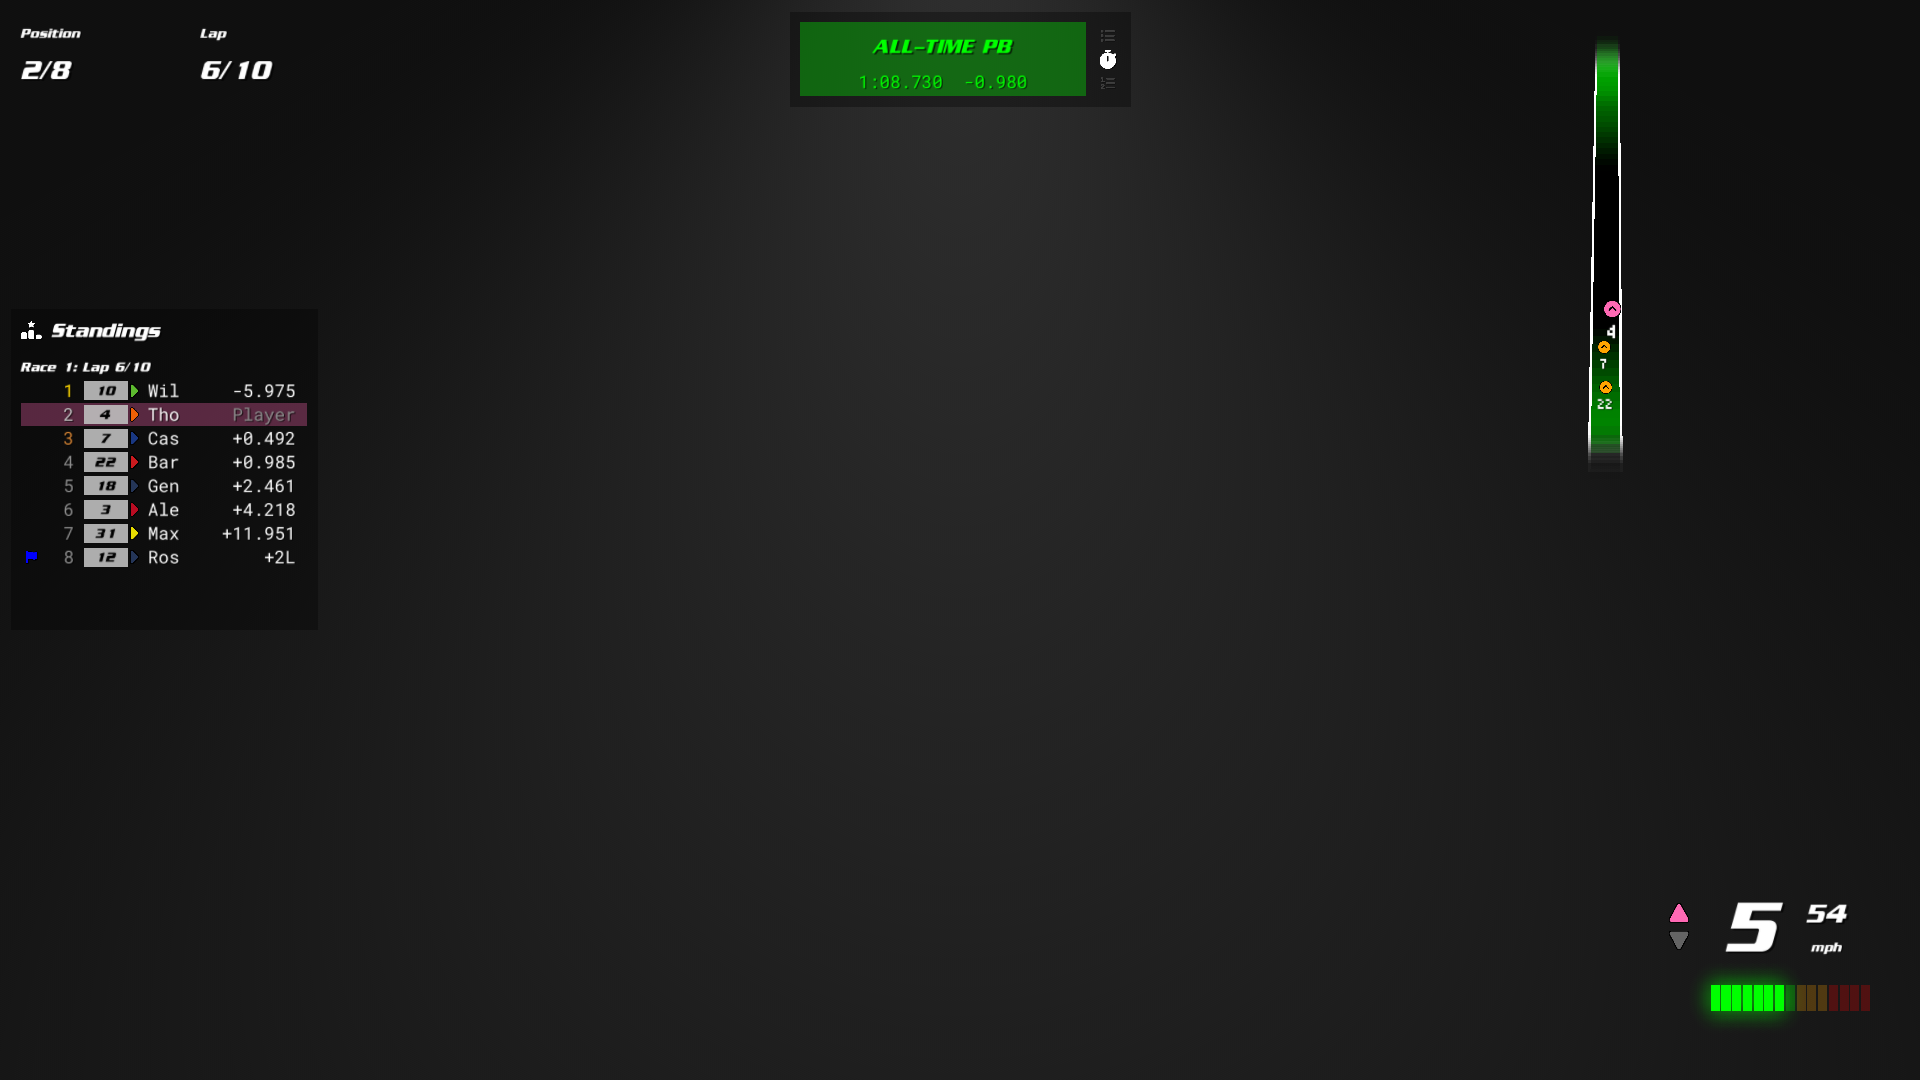 Position
Lap
2/8
6/10
ALL-TIME PB
1:08.730 -0.980
4
7
22
Standings
Race 1: Lap 6/10
1 10 Wil -5.975
2 4 Tho Player
3 7 Cas +0.492
4 22 Bar +0.985
5 18 Gen +2.461
6 3 Ale +4.218
7 31 Max +11.951
8 12 Ros +2L
5
54
mph